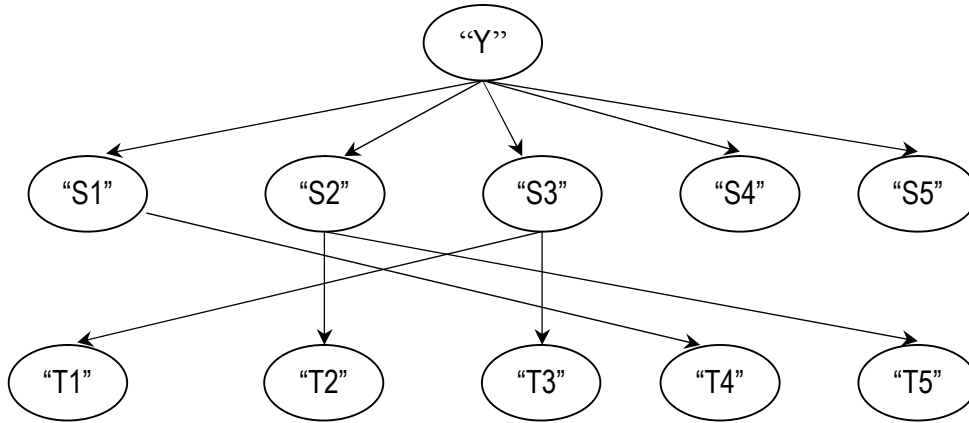 “Y”
“S1” “S2” “S3” “S4” “S5”
“T1” “T2” “T3” “T4” “T5”